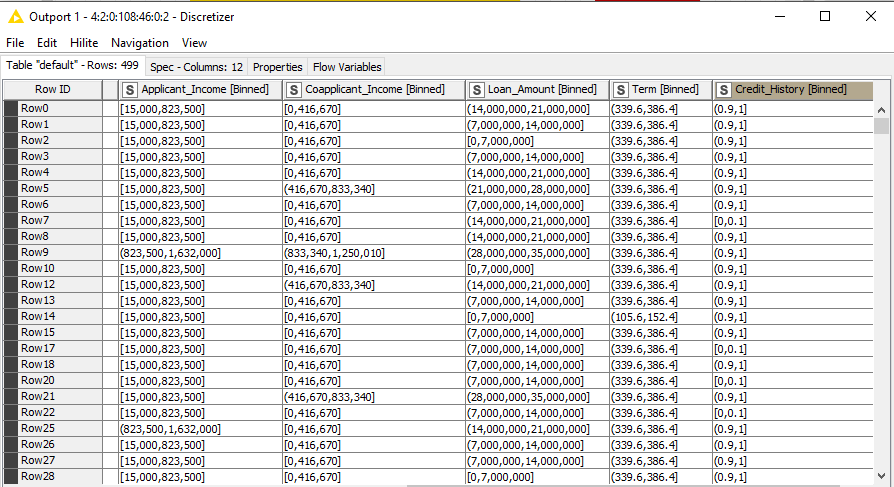 Outport 1 - 4:2:0:108:46:0:2 - Discretizer
File Edit Hilite Navigation View
Table "default" - Rows: 499 Spec - Columns: 12 Properties Flow Variables
Row ID S Applicant_Income [Binned] S Coapplicant_Income [Binned] S Loan_Amount [Binned] S Term [Binned] S Credit_History [Binned]
Row0 [15,000,823,500] [0,416,670] (14,000,000,21,000,000] (339.6,386.4] (0.9,1]
Row1 [15,000,823,500] [0,416,670] (7,000,000,14,000,000] (339.6,386.4] (0.9,1]
Row2 [15,000,823,500] [0,416,670] [0,7,000,000] (339.6,386.4] (0.9,1]
Row3 [15,000,823,500] [0,416,670] (7,000,000,14,000,000] (339.6,386.4] (0.9,1]
Row4 [15,000,823,500] [0,416,670] (14,000,000,21,000,000] (339.6,386.4] (0.9,1]
Row5 [15,000,823,500] (416,670,833,340] (21,000,000,28,000,000] (339.6,386.4] (0.9,1]
Row6 [15,000,823,500] [0,416,670] (7,000,000,14,000,000] (339.6,386.4] (0.9,1]
Row7 [15,000,823,500] [0,416,670] (14,000,000,21,000,000] (339.6,386.4] [0,0.1]
Row8 [15,000,823,500] [0,416,670] (14,000,000,21,000,000] (339.6,386.4] (0.9,1]
Row9 (823,500,1,632,000] (833,340,1,250,010] (28,000,000,35,000,000] (339.6,386.4] (0.9,1]
Row10 [15,000,823,500] [0,416,670] [0,7,000,000] (339.6,386.4] (0.9,1]
Row12 [15,000,823,500] (416,670,833,340] (14,000,000,21,000,000] (339.6,386.4] (0.9,1]
Row13 [15,000,823,500] [0,416,670] (7,000,000,14,000,000] (339.6,386.4] (0.9,1]
Row14 [15,000,823,500] [0,416,670] [0,7,000,000] (105.6,152.4] (0.9,1]
Row15 [15,000,823,500] [0,416,670] (7,000,000,14,000,000] (339.6,386.4] (0.9,1]
Row17 [15,000,823,500] [0,416,670] (7,000,000,14,000,000] (339.6,386.4] [0,0.1]
Row18 [15,000,823,500] [0,416,670] (7,000,000,14,000,000] (339.6,386.4] (0.9,1]
Row20 [15,000,823,500] [0,416,670] (7,000,000,14,000,000] (339.6,386.4] [0,0.1]
Row21 [15,000,823,500] (416,670,833,340] (28,000,000,35,000,000] (339.6,386.4] (0.9,1]
Row22 [15,000,823,500] [0,416,670] (7,000,000,14,000,000] (339.6,386.4] [0,0.1]
Row25 (823,500,1,632,000] [0,416,670] (14,000,000,21,000,000] (339.6,386.4] (0.9,1]
Row26 [15,000,823,500] [0,416,670] (7,000,000,14,000,000] (339.6,386.4] (0.9,1]
Row27 [15,000,823,500] [0,416,670] (7,000,000,14,000,000] (339.6,386.4] (0.9,1]
Row28 [15,000,823,500] [0,416,670] [0,7,000,000] (339.6,386.4] (0.9,1]